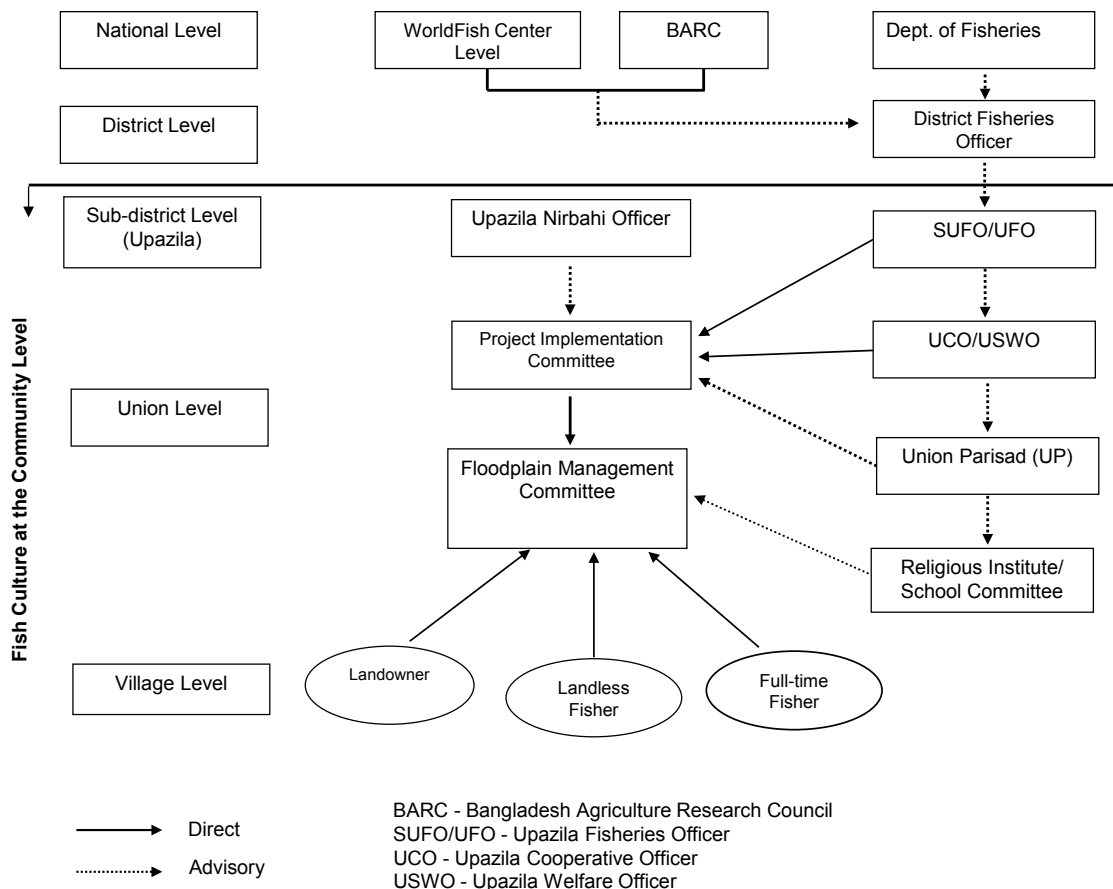 National Level
WorldFish Center
Level
BARC
Dept. of Fisheries
District Level
District Fisheries
Officer
Sub-district Level
(Upazila)
Upazila Nirbahi Officer
SUFO/UFO
Fish Culture at the Community Level
Project Implementation
Committee
UCO/USWO
Union Level
Floodplain Management
Committee
Union Parisad (UP)
Religious Institute/
School Committee
Village Level
Landowner
Landless
Fisher
Full-time
Fisher
Direct
Advisory
BARC - Bangladesh Agriculture Research Council
SUFO/UFO - Upazila Fisheries Officer
UCO - Upazila Cooperative Officer
USWO - Upazila Welfare Officer